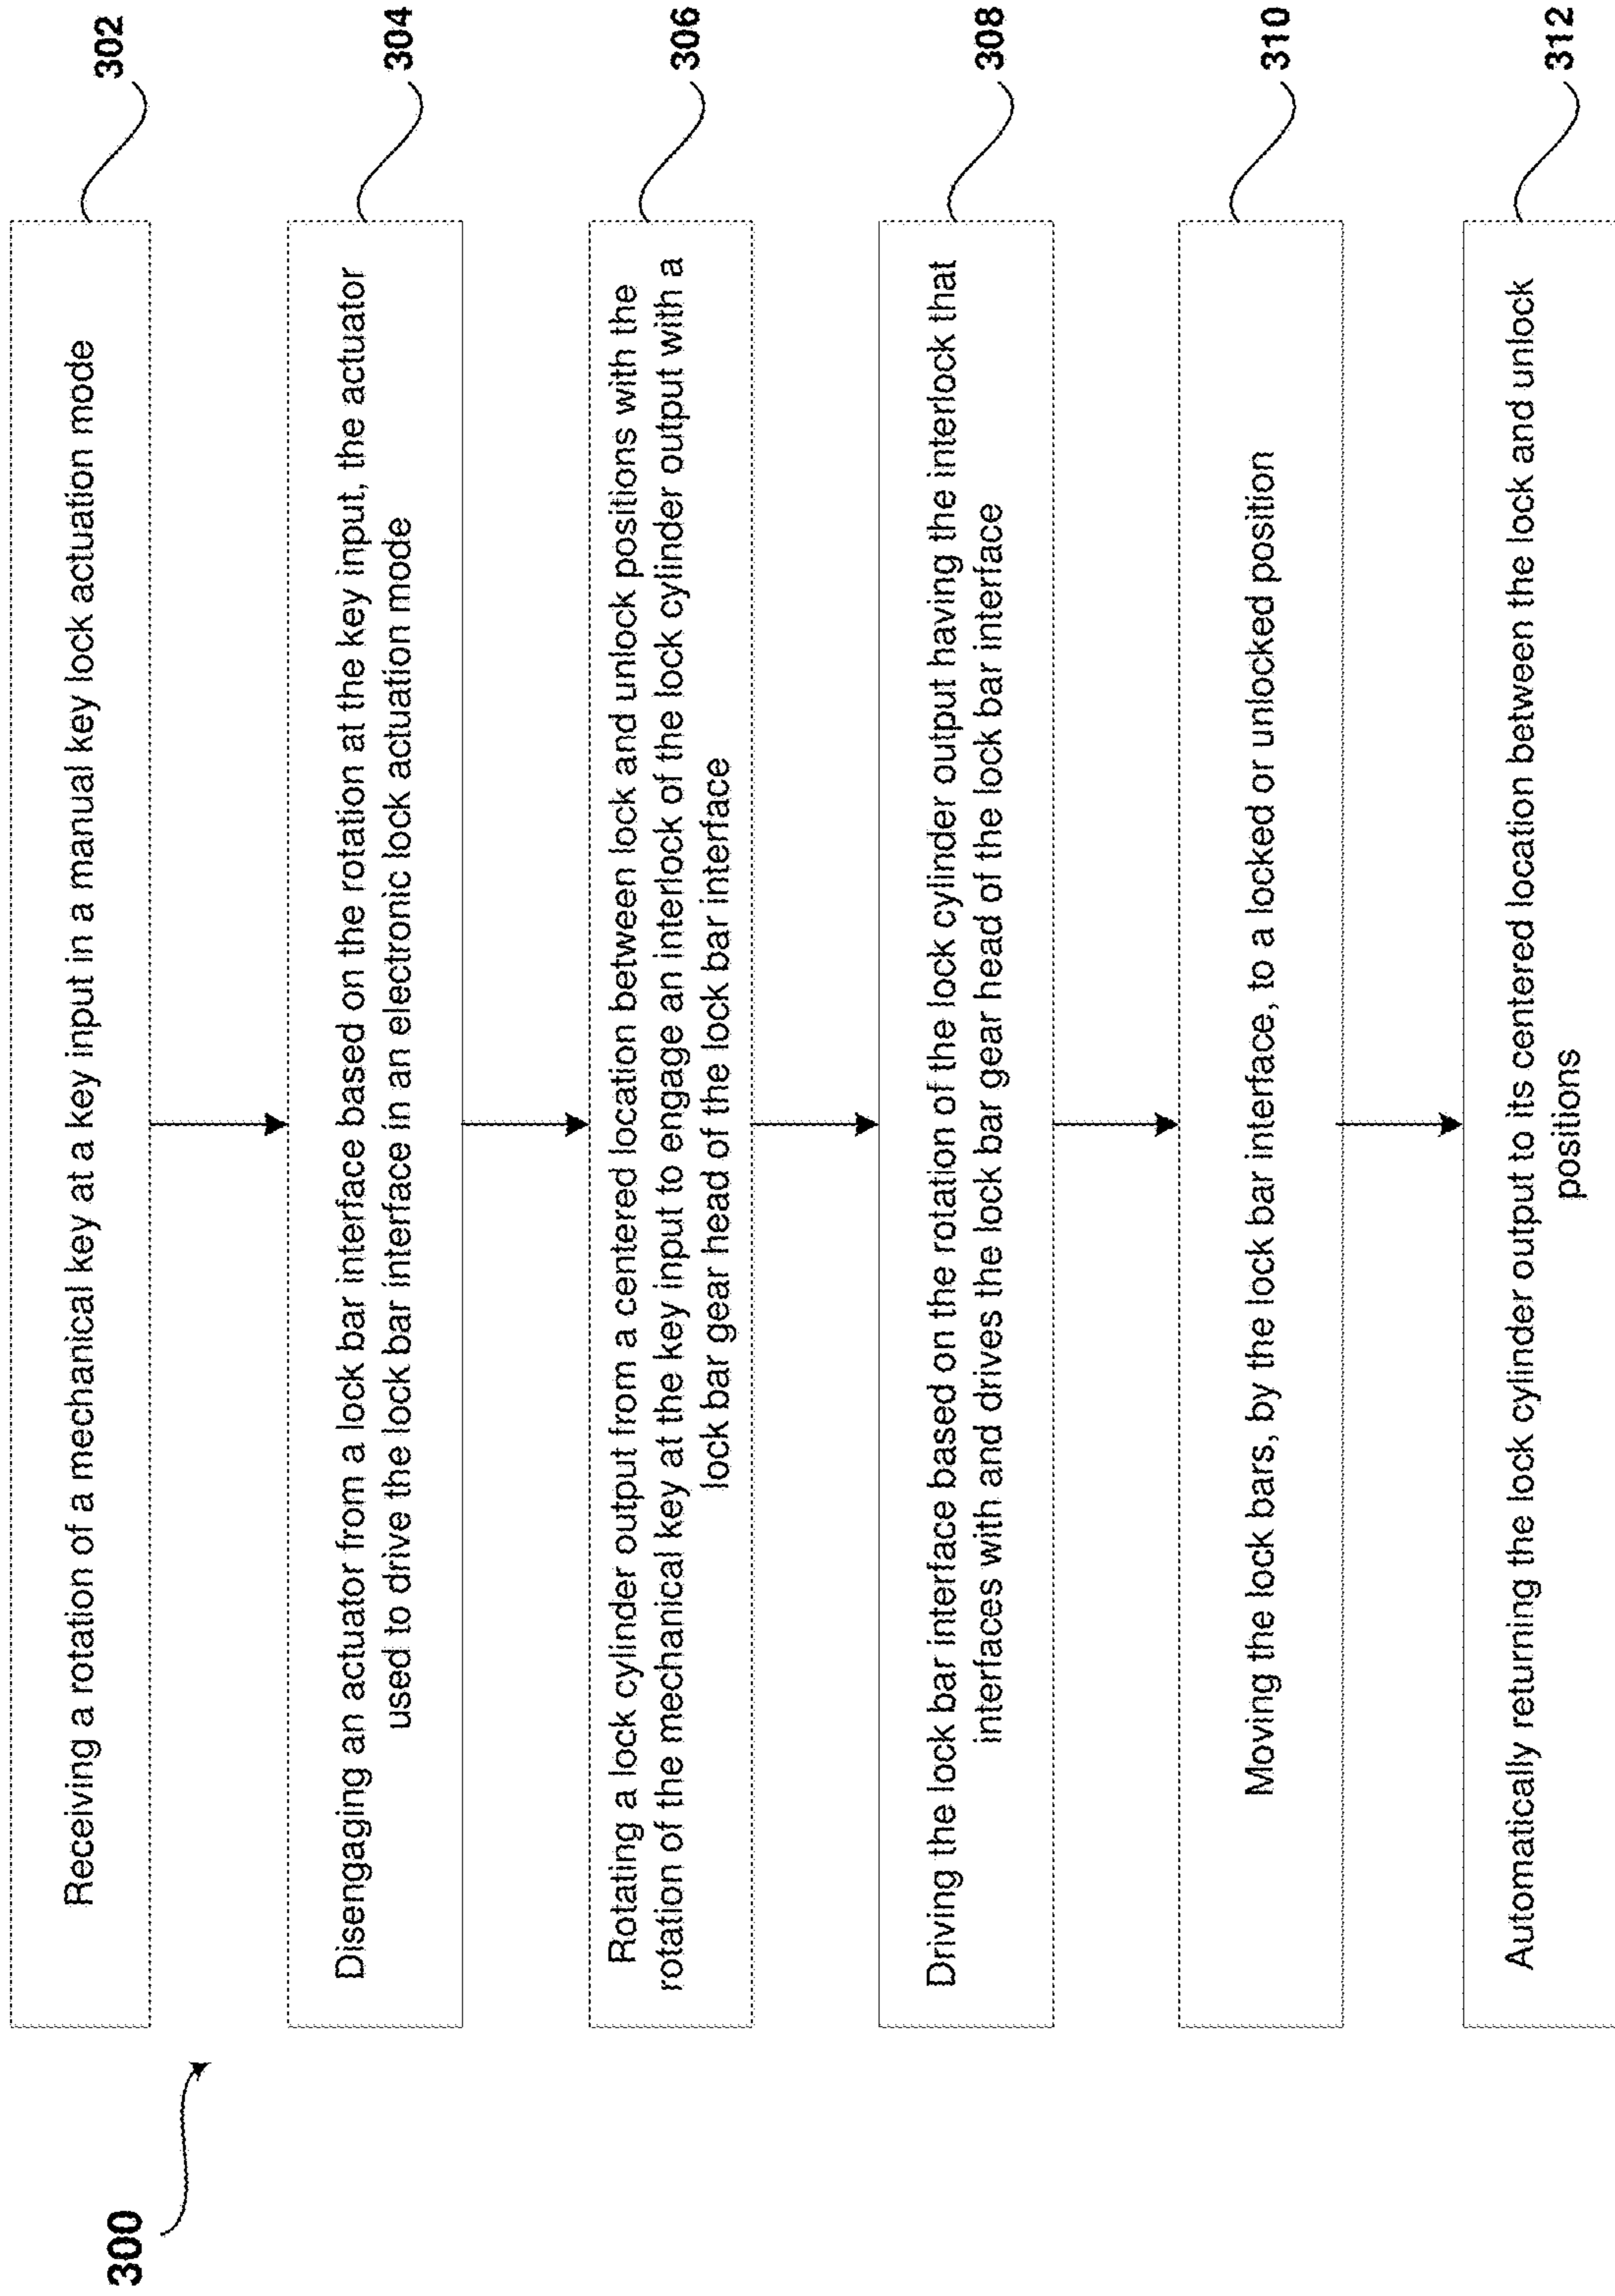 300
302
Receiving a rotation of a mechanical key at a key input in a manual key lock actuation mode
304
Disengaging an actuator from a lock bar interface based on the rotation at the key input, the actuator
used to drive the lock bar interface in an electronic lock actuation mode
306
Rotating a lock cylinder output from a centered location between lock and unlock positions with the
rotation of the mechanical key at the key input to engage an interlock of the lock cylinder output with a
lock bar gear head of the lock bar interface
308
Driving the lock bar interface based on the rotation of the lock cylinder output having the interlock that
interfaces with and drives the lock bar gear head of the lock bar interface
310
Moving the lock bars, by the lock bar interface, to a locked or unlocked position
312
Automatically returning the lock cylinder output to its centered location between the lock and unlock
positions